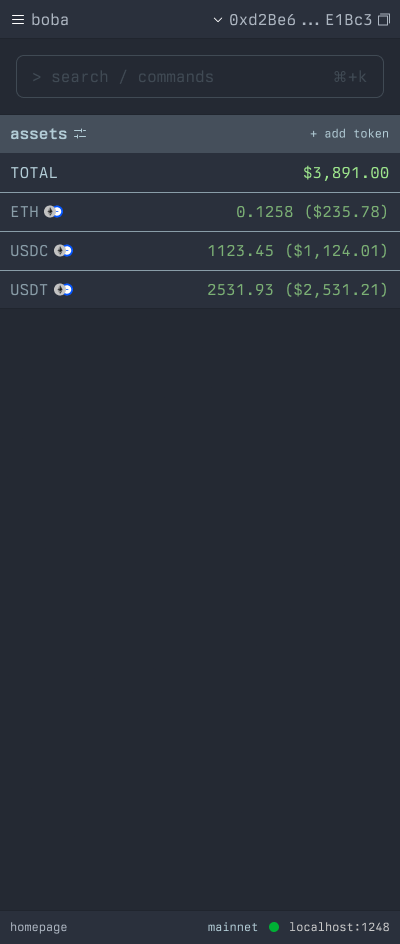 boba 0xd2Be6...E1Bc3
> search / commands ⌘+k
assets + add token
TOTAL $3,891.00
ETH 0.1258 ($235.78)
USDC 1123.45 ($1,124.01)
USDT 2531.93 ($2,531.21)
homepage mainnet localhost:1248